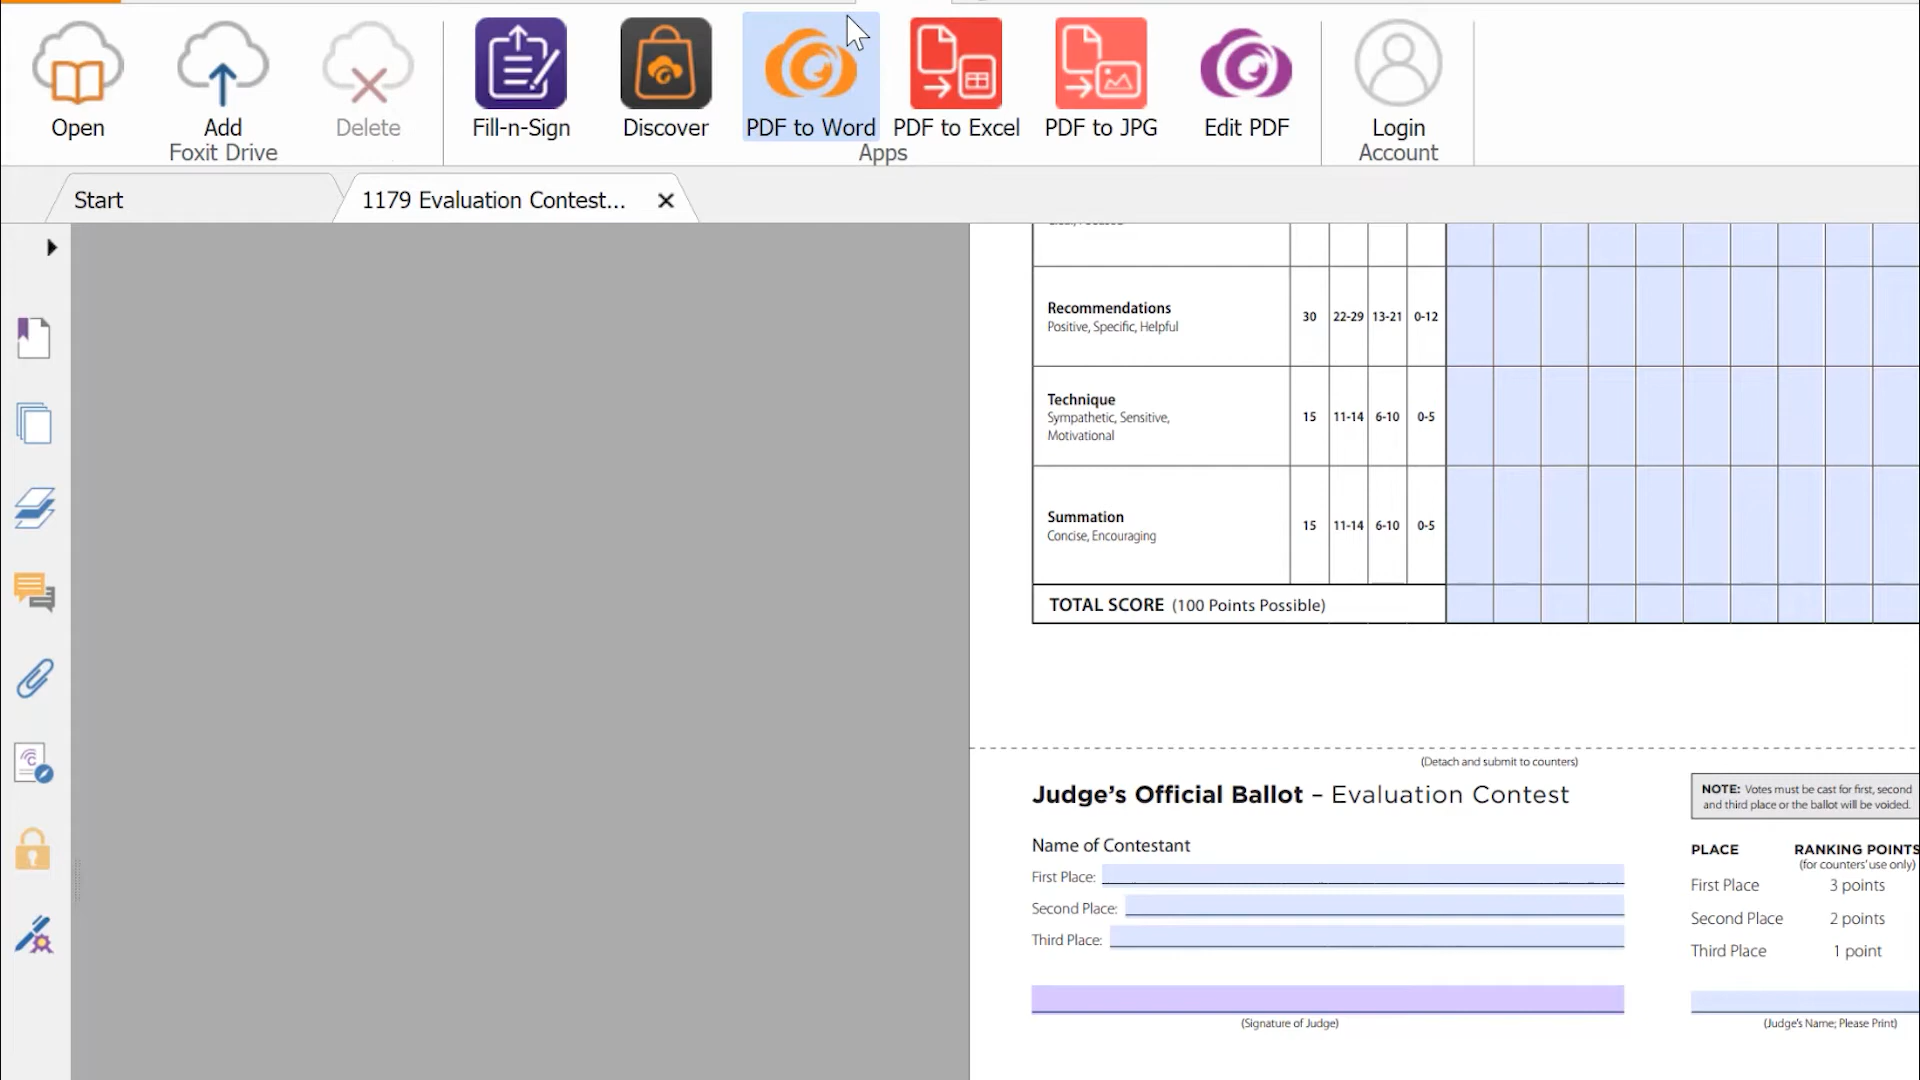 Open
Add
Delete
Foxit Drive
Fill-n-Sign
Discover
PDF to Word
PDF to Excel
PDF to JPG
Edit PDF
Apps
Login
Account
Start
1179 Evaluation Contest...
Recommendations
Positive, Specific, Helpful
30 22-29 13-21 0-12
Technique
Sympathetic, Sensitive,
Motivational
15 11-14 6-10 0-5
Summation
Concise, Encouraging
15 11-14 6-10 0-5
TOTAL SCORE (100 Points Possible)
(Detach and submit to counters)
Judge's Official Ballot – Evaluation Contest
NOTE: Votes must be cast for first, second
and third place or the ballot will be voided.
Name of Contestant
First Place:
Second Place:
Third Place:
(Signature of Judge)
PLACE RANKING POINTS
(for counters' use only)
First Place 3 points
Second Place 2 points
Third Place 1 point
(Judge's Name; Please Print)